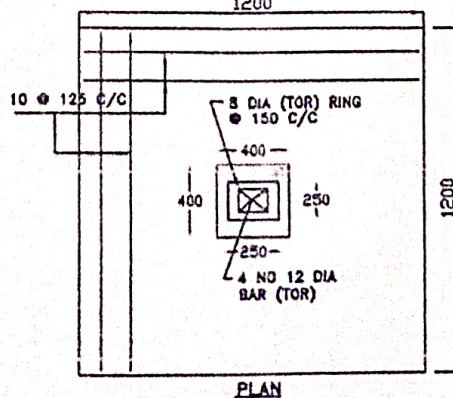 1200
10 @ 125 C/C
8 DIA (TOR) RING
@ 150 C/C
400
400
250
1200
250
4 NO 12 DIA
BAR (TOR)
PLAN